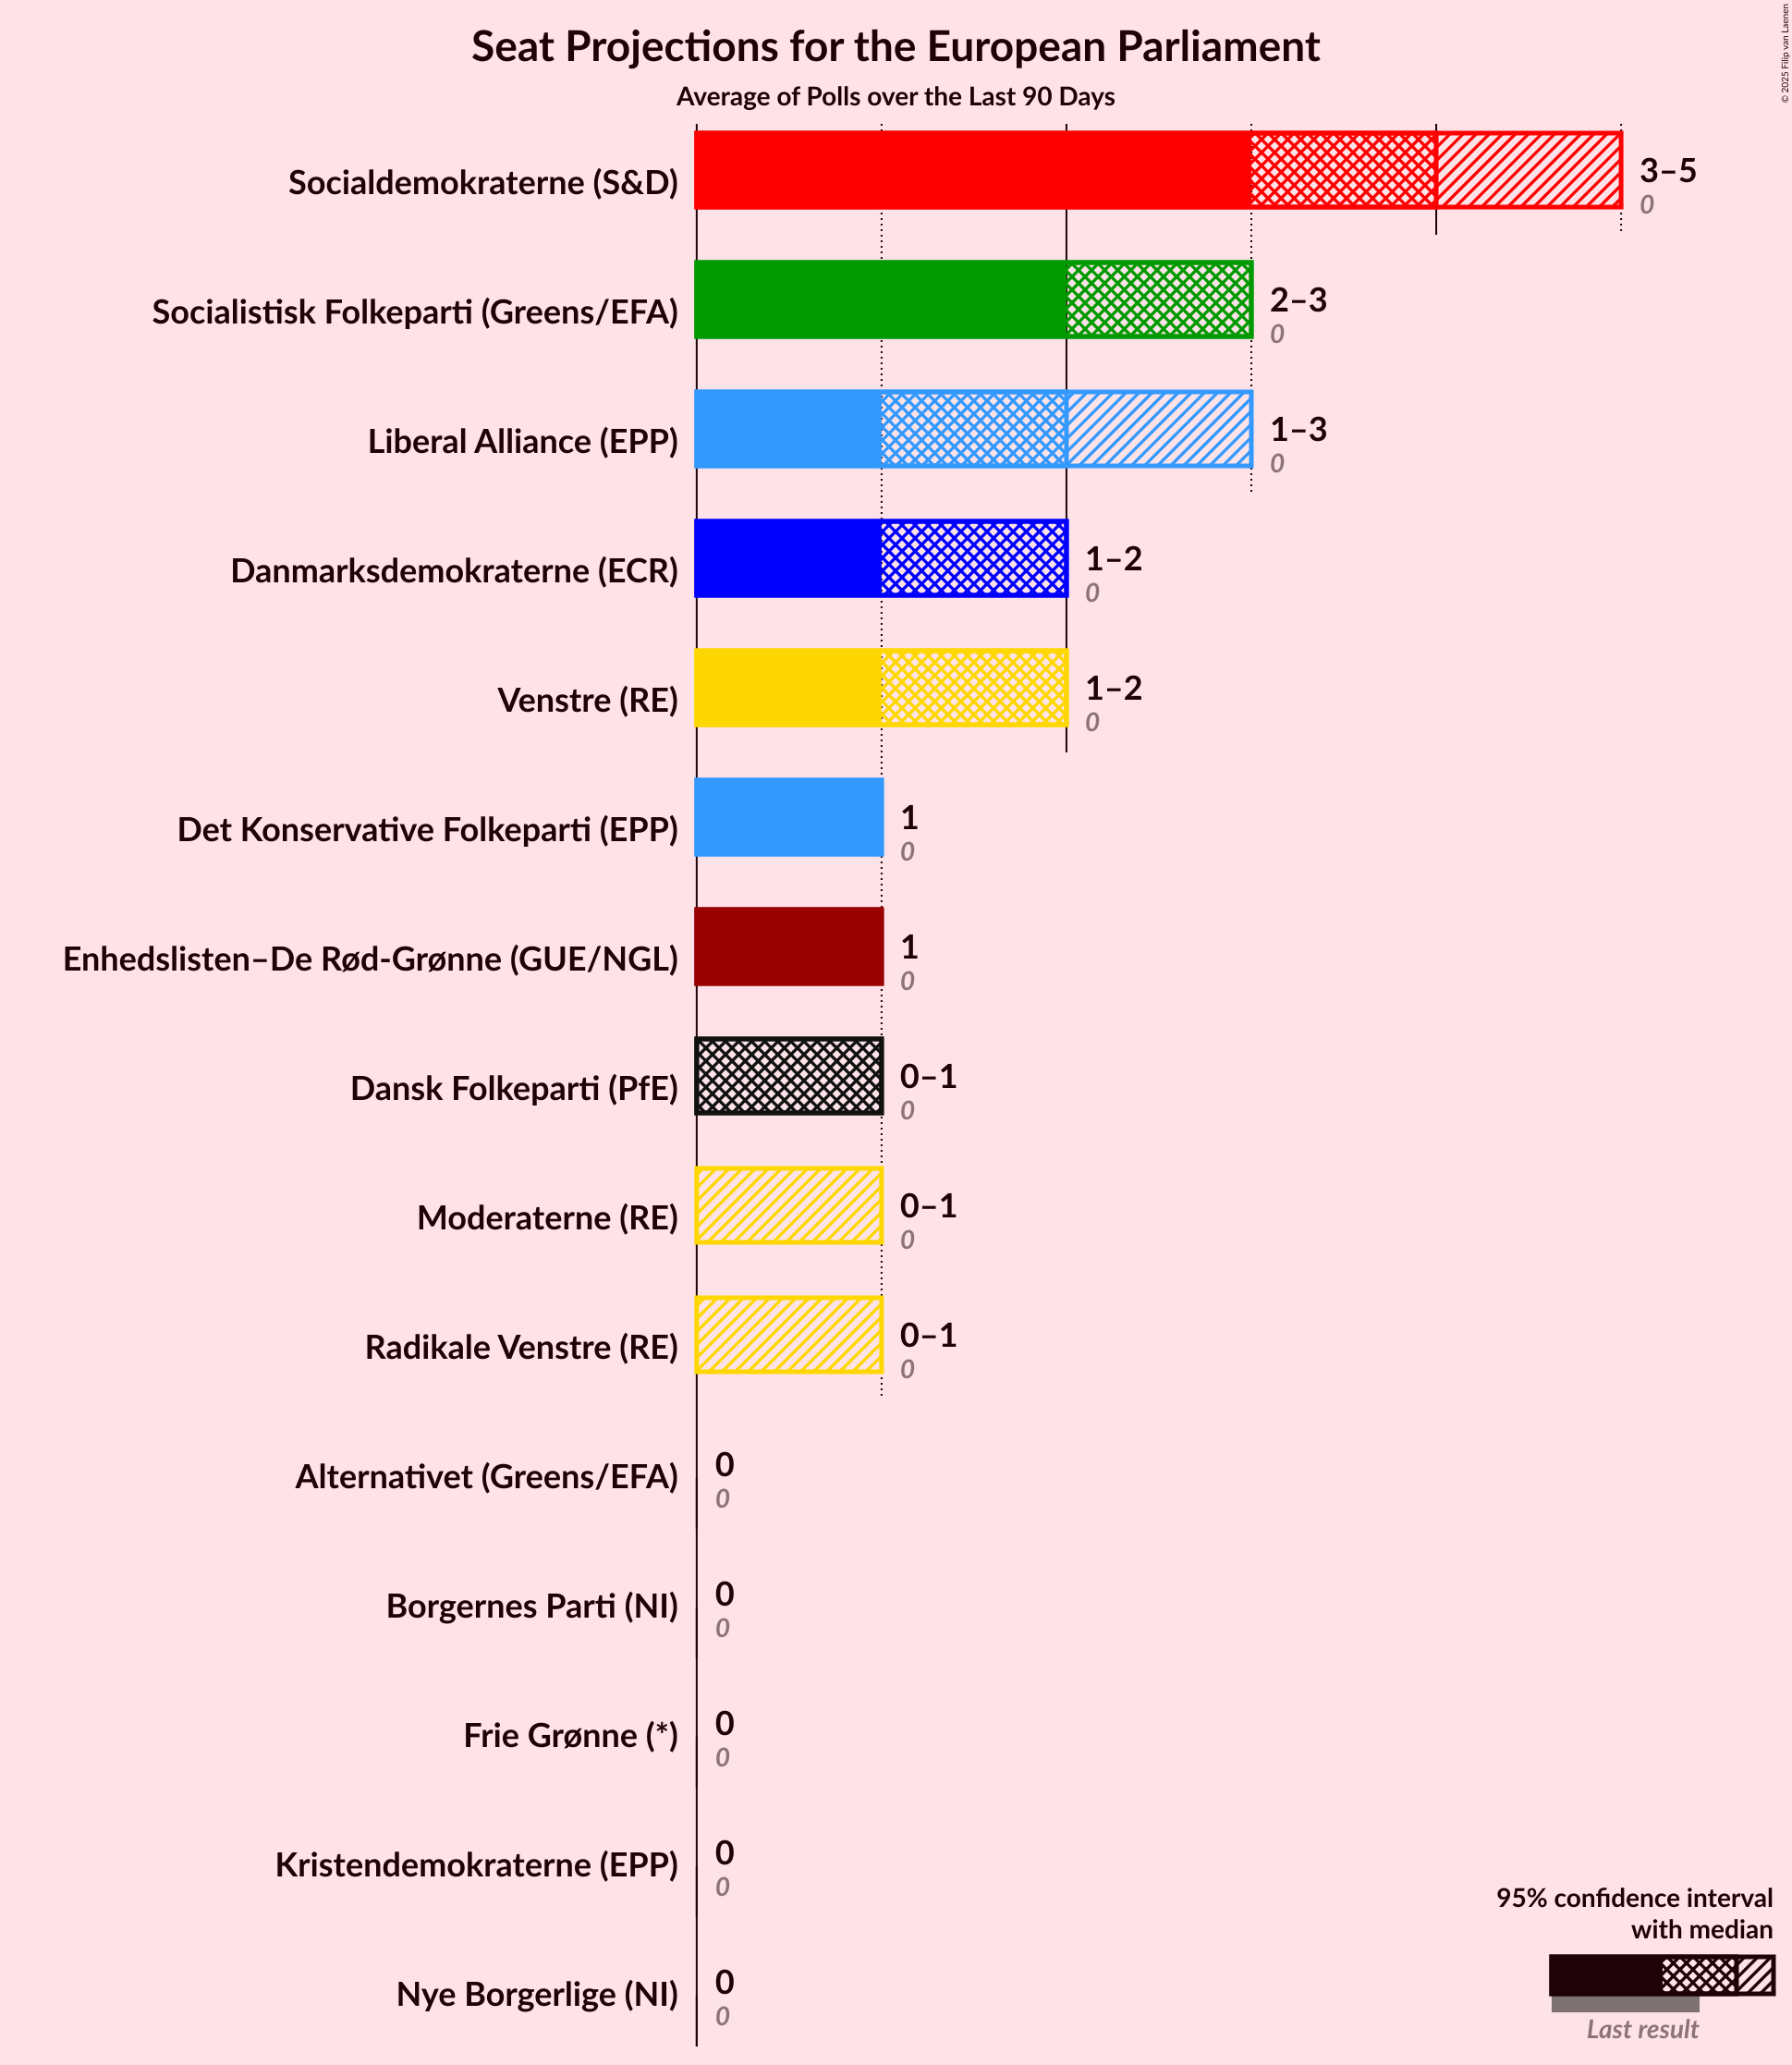 Seat Projections for the European Parliament
Average of Polls over the Last 90 Days
© 2025 Filip van Laenen
Socialdemokraterne (S&D)
3–5
0
Socialistisk Folkeparti (Greens/EFA)
2–3
0
Liberal Alliance (EPP)
1–3
0
Danmarksdemokraterne (ECR)
1–2
0
Venstre (RE)
1–2
0
Det Konservative Folkeparti (EPP)
1
0
Enhedslisten–De Rød-Grønne (GUE/NGL)
1
0
Dansk Folkeparti (PfE)
0–1
0
Moderaterne (RE)
0–1
0
Radikale Venstre (RE)
0–1
0
Alternativet (Greens/EFA)
0
0
Borgernes Parti (NI)
0
0
Frie Grønne (*)
0
0
Kristendemokraterne (EPP)
0
0
Nye Borgerlige (NI)
0
0
95% confidence interval
with median
Last result